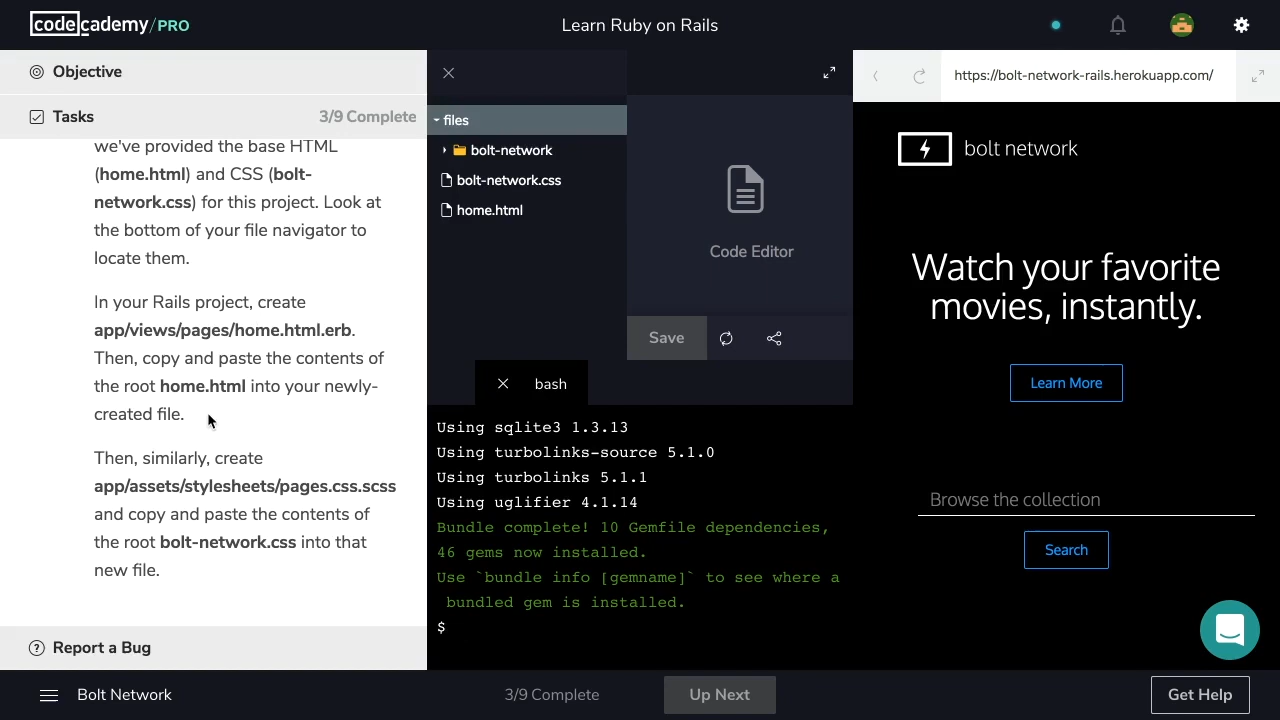 codecademy/PRO
Learn Ruby on Rails
Objective
Tasks
3/9 Complete
we've provided the base HTML
(home.html) and CSS (bolt-
network.css) for this project. Look at
the bottom of your file navigator to
locate them.
In your Rails project, create
app/views/pages/home.html.erb.
Then, copy and paste the contents of
the root home.html into your newly-
created file.
Then, similarly, create
app/assets/stylesheets/pages.css.scss
and copy and paste the contents of
the root bolt-network.css into that
new file.
Report a Bug
files
bolt-network
bolt-network.css
home.html
Code Editor
Save
bash
Using sqlite3 1.3.13
Using turbolinks-source 5.1.0
Using turbolinks 5.1.1
Using uglifier 4.1.14
Bundle complete! 10 Gemfile dependencies,
46 gems now installed.
Use `bundle info [gemname]` to see where a
bundled gem is installed.
$
https://bolt-network-rails.herokuapp.com/
bolt network
Watch your favorite
movies, instantly.
Learn More
Browse the collection
Search
Bolt Network
3/9 Complete
Up Next
Get Help